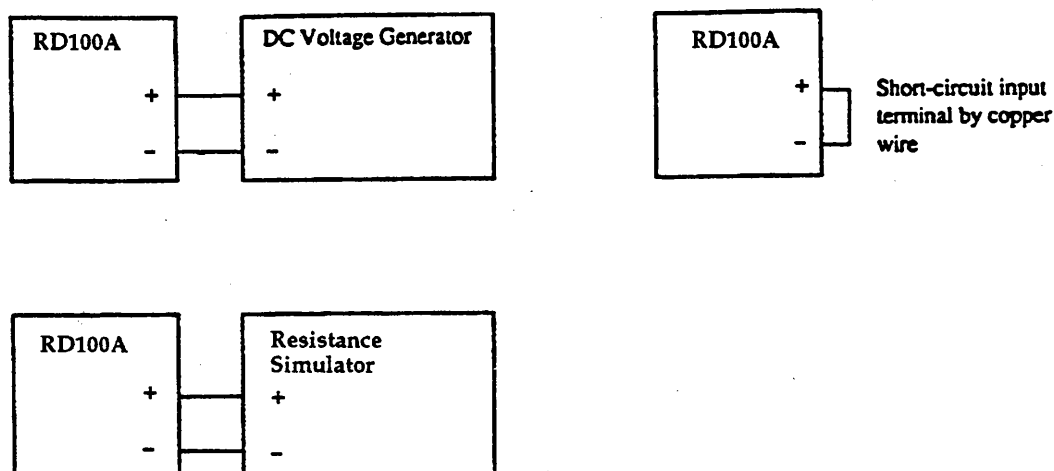 RD100A
+
-
DC Voltage Generator
+
-
RD100A
+
-
Short-circuit input
terminal by copper
wire
RD100A
+
-
Resistance
Simulator
+
-